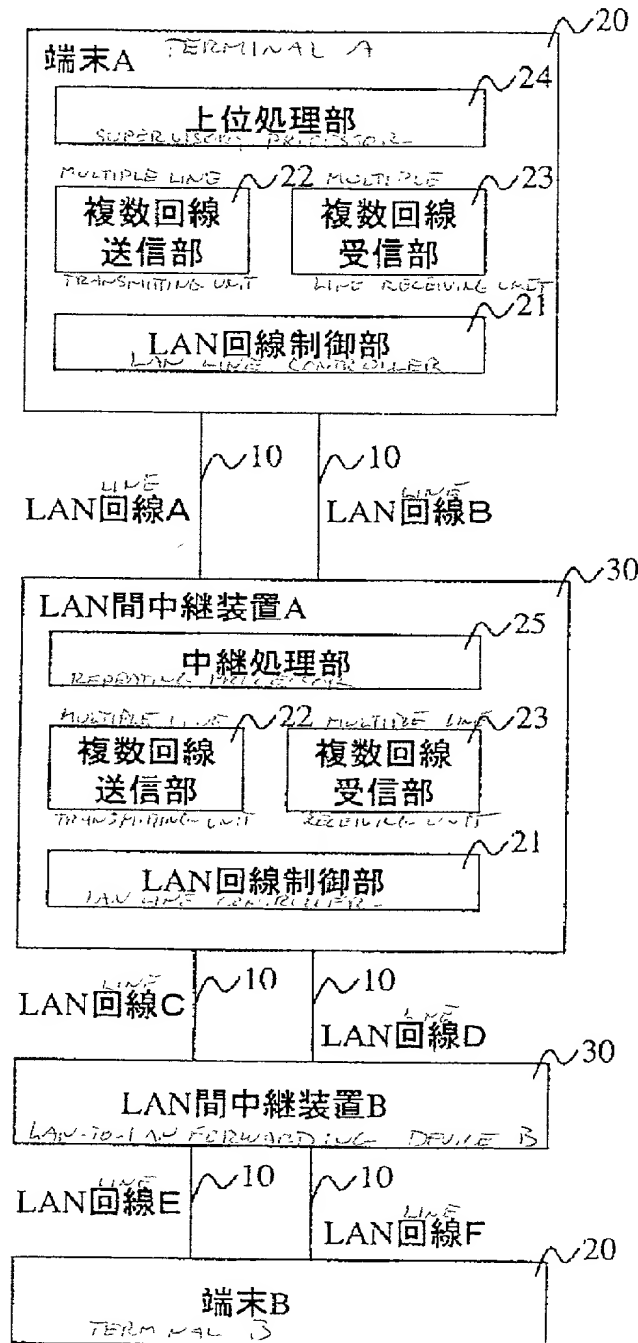 20
端末A TERMINAL A
24
上位処理部
SUPERVISORY PROCESSOR
MULTIPLE LINE 22 MULTIPLE 23
複数回線 複数回線
送信部 受信部
TRANSMITTING UNIT LINE RECEIVING UNIT
21
LAN回線制御部
LAN LINE CONTROLLER
10 10
LINE LINE
LAN回線A LAN回線B
30
LAN間中継装置A
25
中継処理部
REPEATING PROCESSOR
MULTIPLE LINE 22 MULTIPLE LINE 23
複数回線 複数回線
送信部 受信部
TRANSMITTING UNIT RECEIVING UNIT
21
LAN回線制御部
LAN LINE CONTROLLER
LINE 10 10
LAN回線C LINE
LAN回線D
30
LAN間中継装置B
LAN-TO-LAN FORWARDING DEVICE B
LINE 10 10
LAN回線E LINE
LAN回線F
20
端末B
TERMINAL B